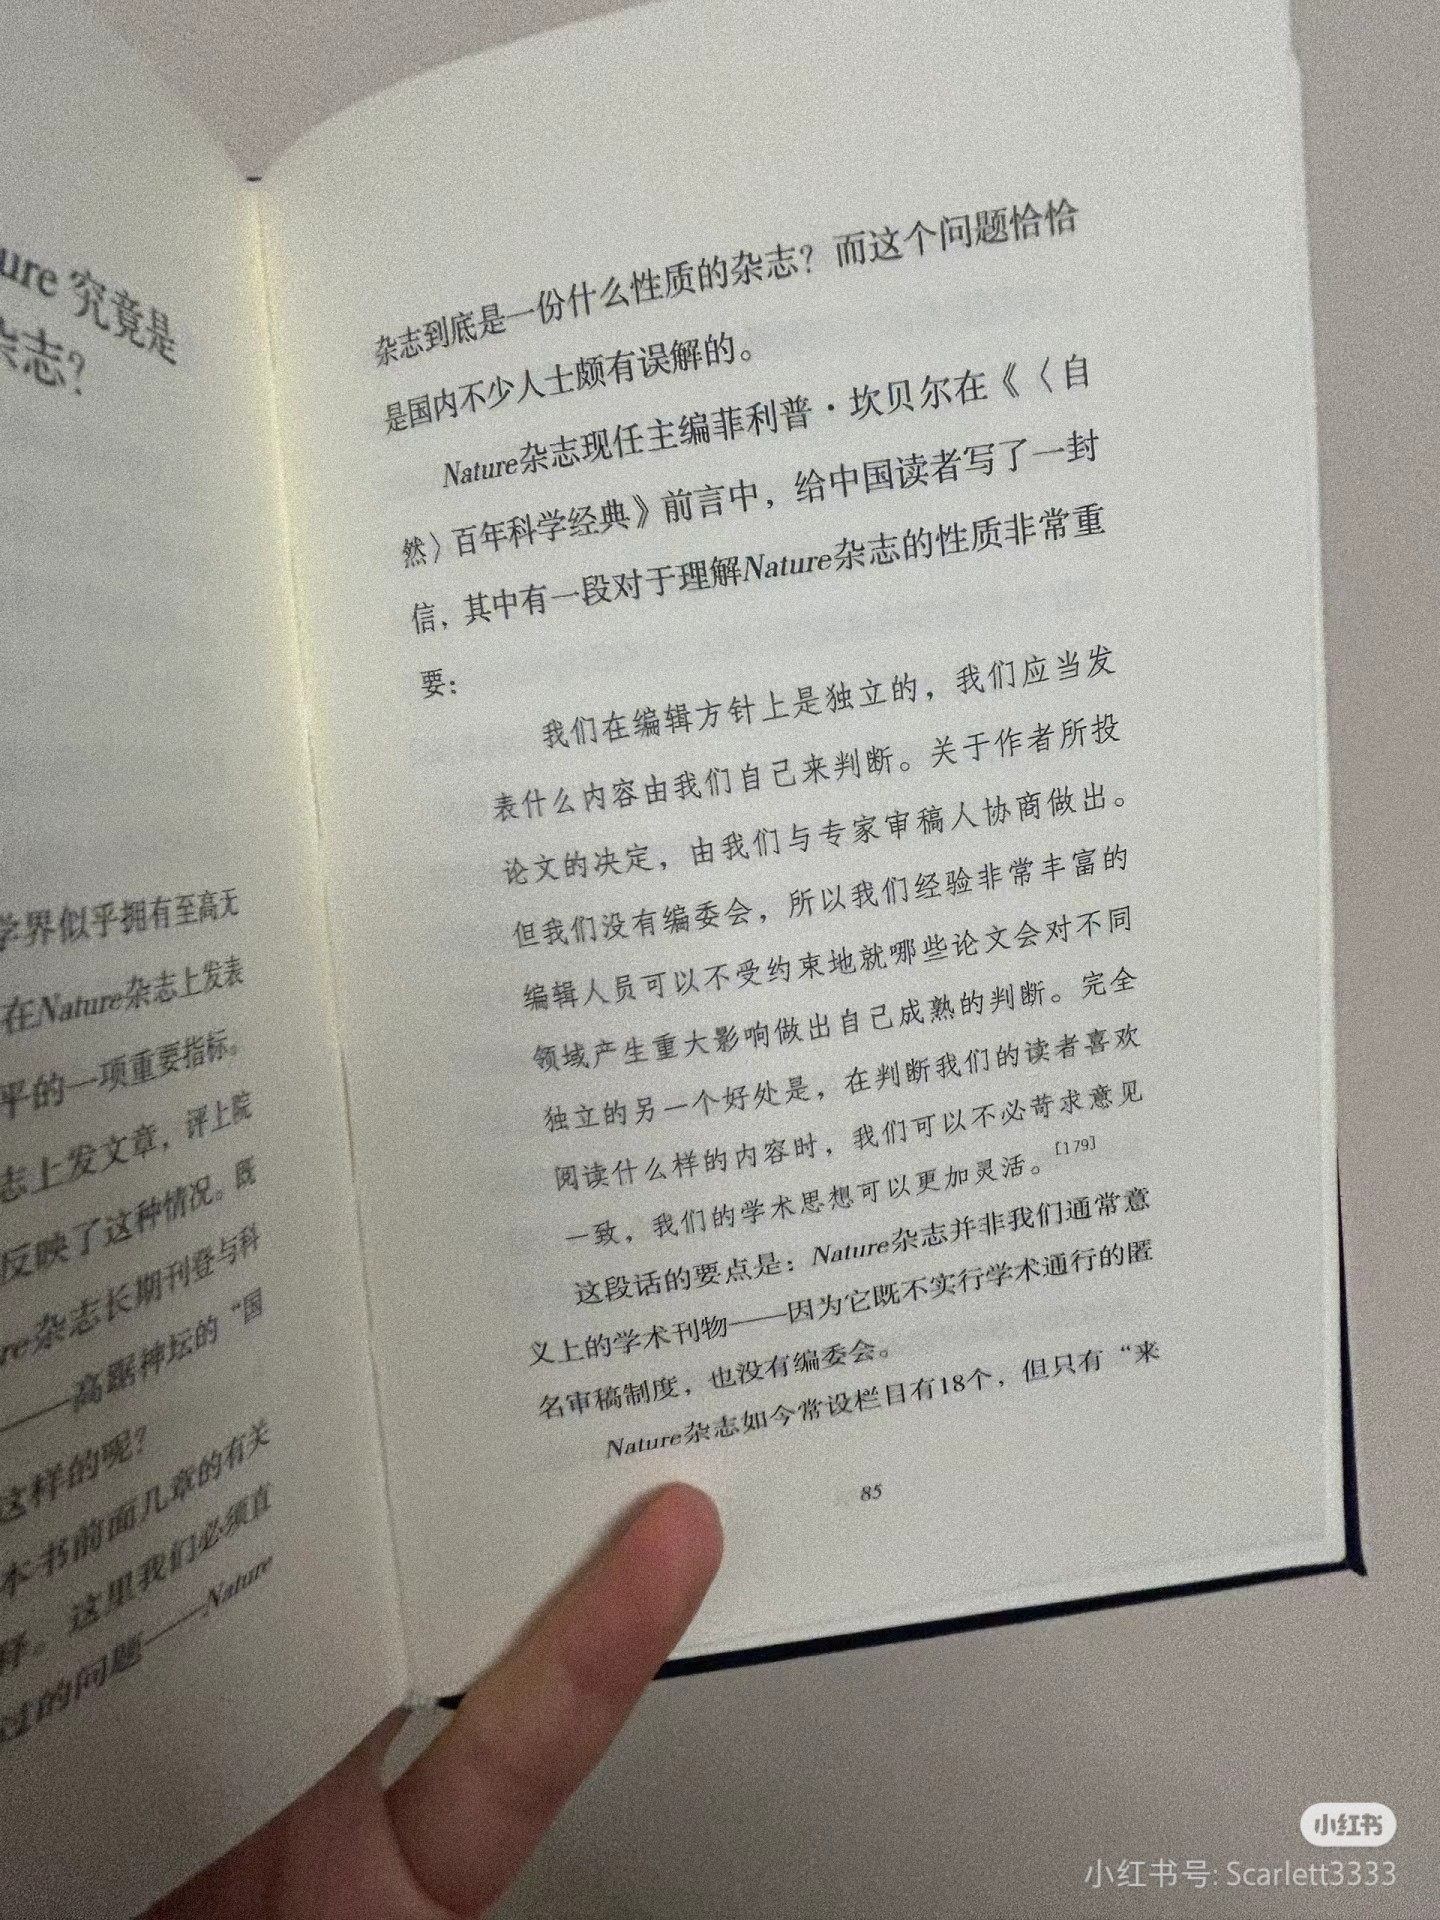 ure 究竟是
杂志？
学界似乎拥有至高无
在Nature杂志上发表
平的一项重要指标。
志上发文章，评上院
反映了这种情况。既
re杂志长期刊登与科
——高踞神坛的“国
这样的呢？
本书前面几章的有关
释。这里我们必须直
的问题——Nature
杂志到底是一份什么性质的杂志？而这个问题恰恰
是国内不少人士颇有误解的。
Nature杂志现任主编菲利普·坎贝尔在《〈自
然〉百年科学经典》前言中，给中国读者写了一封
信，其中有一段对于理解Nature杂志的性质非常重
要：
我们在编辑方针上是独立的，我们应当发
表什么内容由我们自己来判断。关于作者所投
论文的决定，由我们与专家审稿人协商做出。
但我们没有编委会，所以我们经验非常丰富的
编辑人员可以不受约束地就哪些论文会对不同
领域产生重大影响做出自己成熟的判断。完全
独立的另一个好处是，在判断我们的读者喜欢
阅读什么样的内容时，我们可以不必苛求意见
一致，我们的学术思想可以更加灵活。[179]
这段话的要点是：Nature杂志并非我们通常意
义上的学术刊物——因为它既不实行学术通行的匿
名审稿制度，也没有编委会。
Nature杂志如今常设栏目有18个，但只有“来
85
小红书
小红书号: Scarlett3333